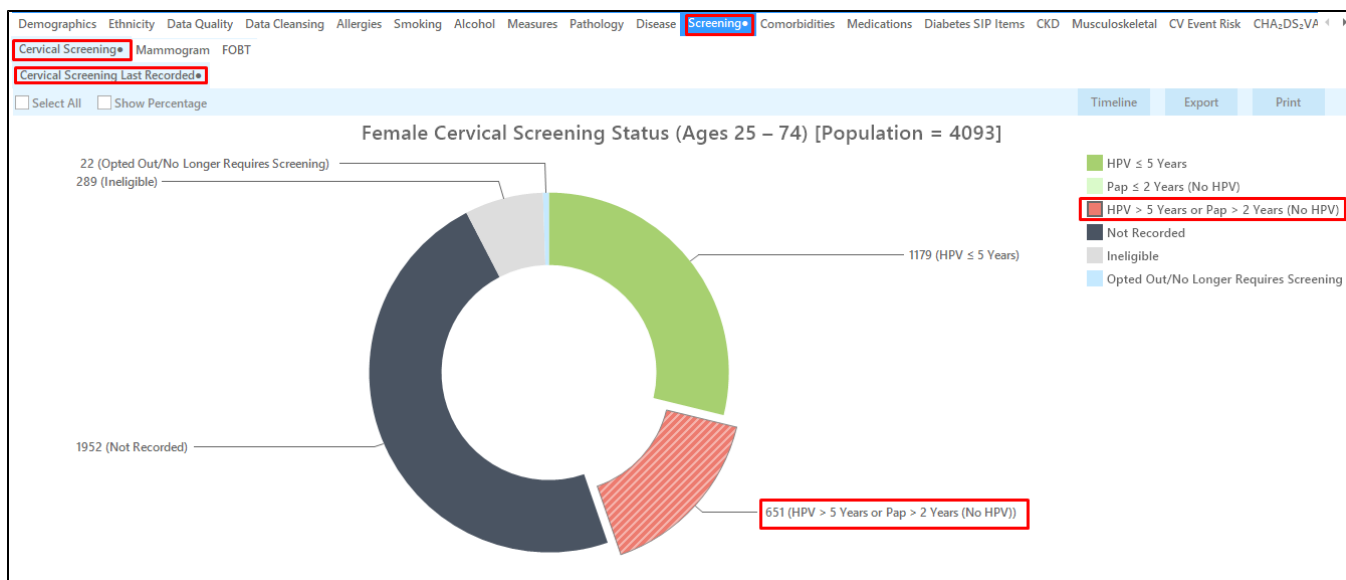 Demographics Ethnicity Data Quality Data Cleansing Allergies Smoking Alcohol Measures Pathology Disease Screening• Comorbidities Medications Diabetes SIP Items CKD Musculoskeletal CV Event Risk CHA₂DS₂VA
Cervical Screening• Mammogram FOBT
Cervical Screening Last Recorded•
Select All Show Percentage Timeline Export Print
Female Cervical Screening Status (Ages 25 – 74) [Population = 4093]
22 (Opted Out/No Longer Requires Screening)
289 (Ineligible)
1179 (HPV ≤ 5 Years)
1952 (Not Recorded)
651 (HPV > 5 Years or Pap > 2 Years (No HPV))
HPV ≤ 5 Years
Pap ≤ 2 Years (No HPV)
HPV > 5 Years or Pap > 2 Years (No HPV)
Not Recorded
Ineligible
Opted Out/No Longer Requires Screening